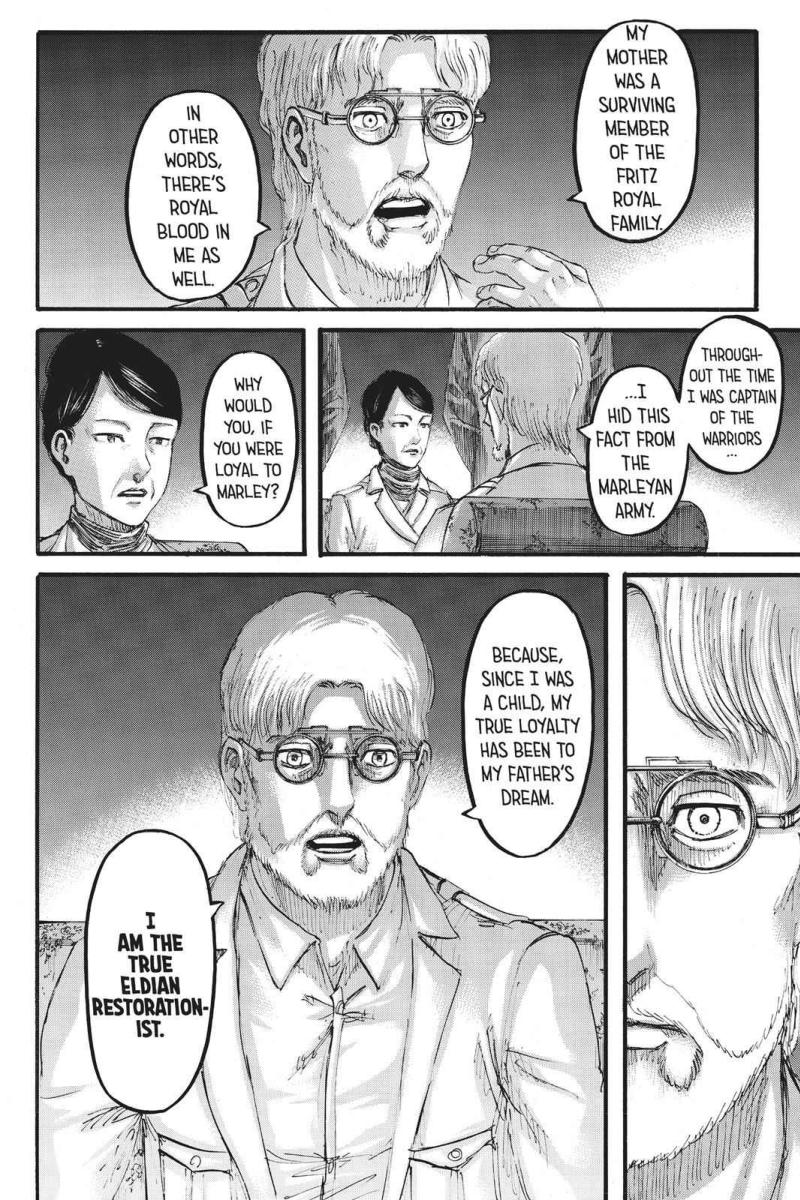 MY
MOTHER
WAS A
SURVIVING
MEMBER
OF THE
FRITZ
ROYAL
FAMILY.
IN
OTHER
WORDS,
THERE'S
ROYAL
BLOOD IN
ME AS
WELL.
THROUGH-
OUT THE TIME
I WAS CAPTAIN
OF THE
WARRIORS
...
...I
HID THIS
FACT FROM
THE
MARLEYAN
ARMY.
WHY
WOULD
YOU, IF
YOU WERE
LOYAL TO
MARLEY?
BECAUSE,
SINCE I WAS
A CHILD, MY
TRUE LOYALTY
HAS BEEN TO
MY FATHER'S
DREAM.
I
AM THE
TRUE
ELDIAN
RESTORATION-
IST.